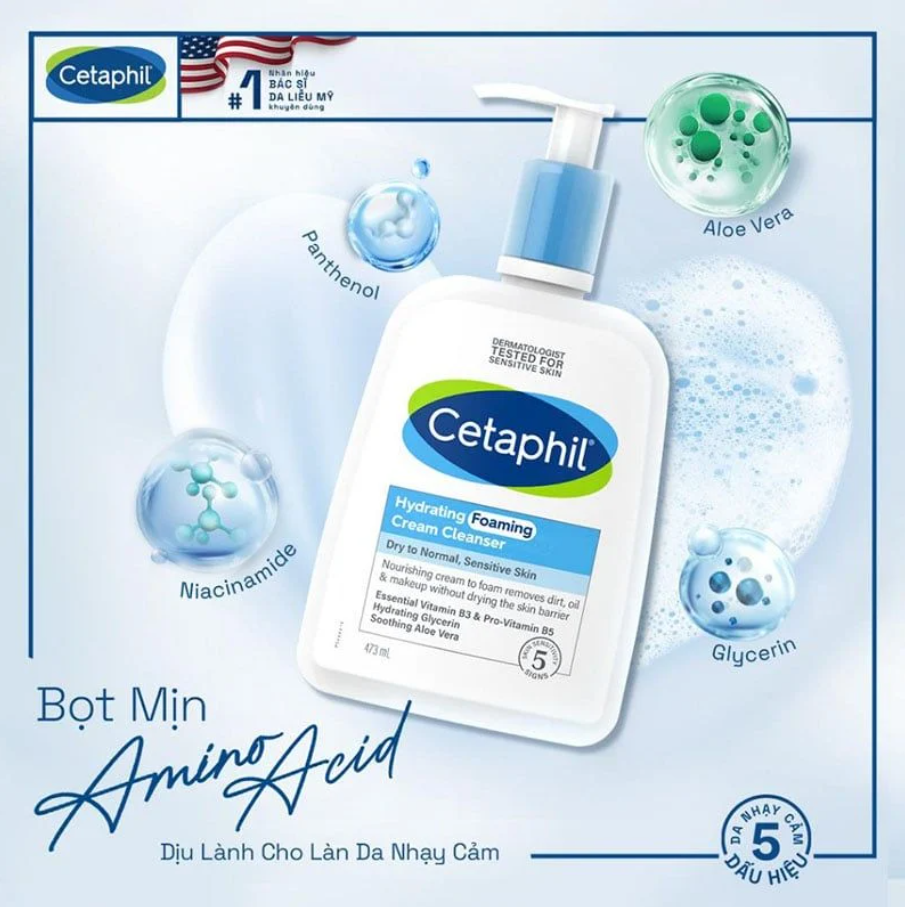 Cetaphil
#1
Nhãn hiệu
BÁC SĨ
DA LIỄU MỸ
khuyên dùng
Panthenol
Aloe Vera
DERMATOLOGIST
TESTED FOR
SENSITIVE SKIN
Cetaphil®
Hydrating Foaming
Cream Cleanser
Dry to Normal, Sensitive Skin
Nourishing cream to foam removes dirt, oil
& makeup without drying the skin barrier
Essential Vitamin B3 & Pro-Vitamin B5
Hydrating Glycerin
Soothing Aloe Vera
473 mL
SKIN SENSITIVITY
5
SIGNS
Niacinamide
Glycerin
Bọt Mịn
Amino Acid
Dịu Lành Cho Làn Da Nhạy Cảm
DA NHẠY CẢM
5
DẤU HIỆU